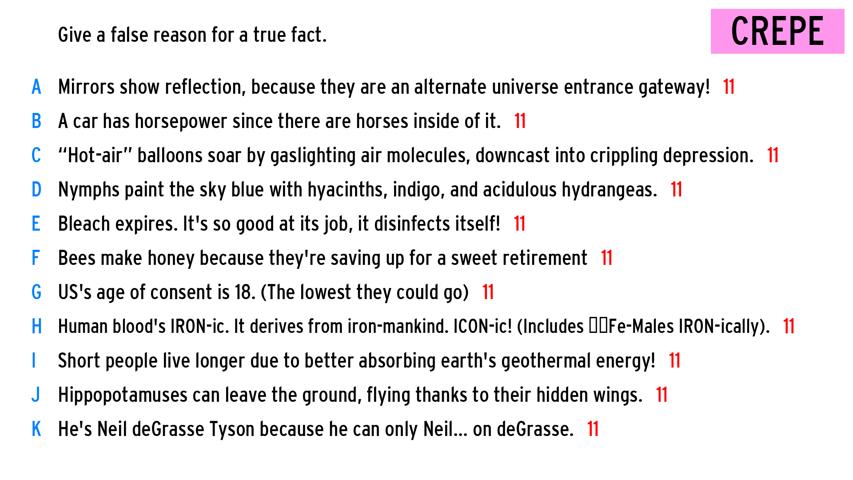 Give a false reason for a true fact.
CREPE
A Mirrors show reflection, because they are an alternate universe entrance gateway! 11
B A car has horsepower since there are horses inside of it. 11
C “Hot-air” balloons soar by gaslighting air molecules, downcast into crippling depression. 11
D Nymphs paint the sky blue with hyacinths, indigo, and acidulous hydrangeas. 11
E Bleach expires. It's so good at its job, it disinfects itself! 11
F Bees make honey because they're saving up for a sweet retirement 11
G US's age of consent is 18. (The lowest they could go) 11
H Human blood's IRON-ic. It derives from iron-mankind. ICON-ic! (Includes ▯▯Fe-Males IRON-ically). 11
I Short people live longer due to better absorbing earth's geothermal energy! 11
J Hippopotamuses can leave the ground, flying thanks to their hidden wings. 11
K He's Neil deGrasse Tyson because he can only Neil... on deGrasse. 11